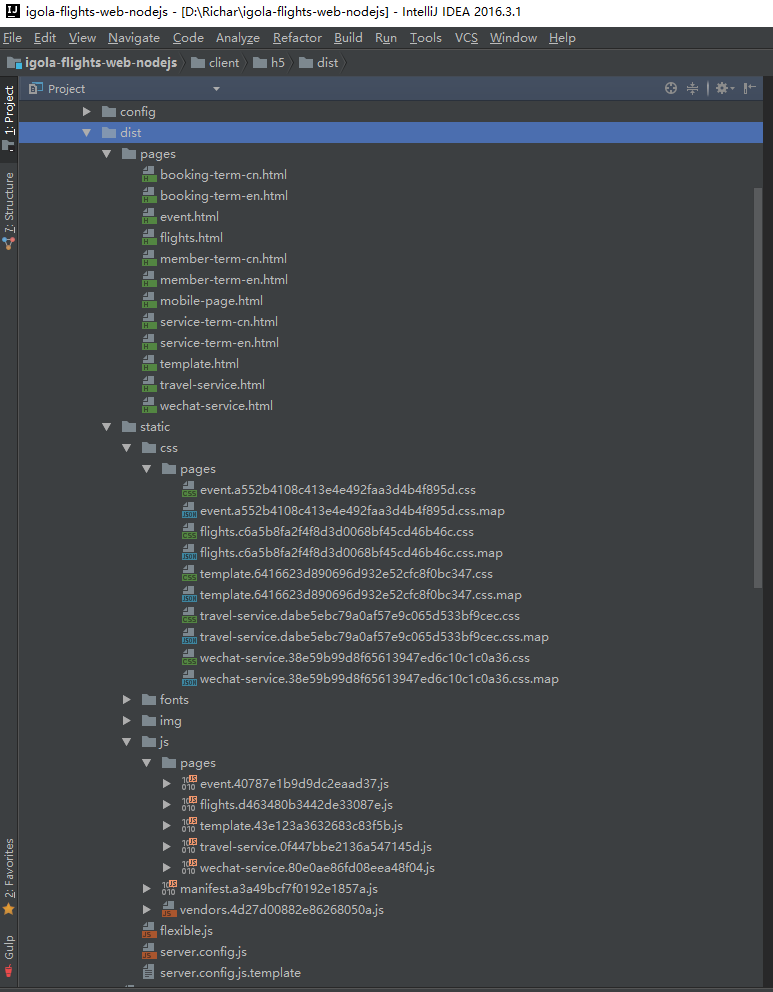 igola-flights-web-nodejs - [D:\Richar\igola-flights-web-nodejs] - IntelliJ IDEA 2016.3.1
File Edit View Navigate Code Analyze Refactor Build Run Tools VCS Window Help
igola-flights-web-nodejs client h5 dist
1: Project
Project
config
dist
pages
booking-term-cn.html
booking-term-en.html
event.html
flights.html
member-term-cn.html
member-term-en.html
mobile-page.html
service-term-cn.html
service-term-en.html
template.html
travel-service.html
wechat-service.html
static
css
pages
event.a552b4108c413e4e492faa3d4b4f895d.css
event.a552b4108c413e4e492faa3d4b4f895d.css.map
flights.c6a5b8fa2f4f8d3d0068bf45cd46b46c.css
flights.c6a5b8fa2f4f8d3d0068bf45cd46b46c.css.map
template.6416623d890696d932e52cfc8f0bc347.css
template.6416623d890696d932e52cfc8f0bc347.css.map
travel-service.dabe5ebc79a0af57e9c065d533bf9cec.css
travel-service.dabe5ebc79a0af57e9c065d533bf9cec.css.map
wechat-service.38e59b99d8f65613947ed6c10c1c0a36.css
wechat-service.38e59b99d8f65613947ed6c10c1c0a36.css.map
fonts
img
js
pages
event.40787e1b9d9dc2eaad37.js
flights.d463480b3442de33087e.js
template.43e123a3632683c83f5b.js
travel-service.0f447bbe2136a547145d.js
wechat-service.80e0ae86fd08eea48f04.js
manifest.a3a49bcf7f0192e1857a.js
vendors.4d27d00882e86268050a.js
flexible.js
server.config.js
server.config.js.template
7: Structure
2: Favorites
Gulp